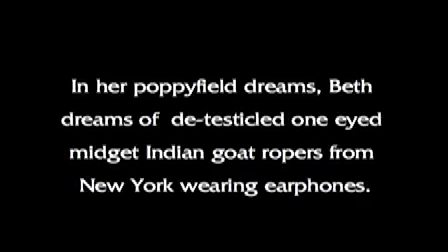 In her poppyfield dreams, Beth
dreams of de-testicled one eyed
midget Indian goat ropers from
New York wearing earphones.